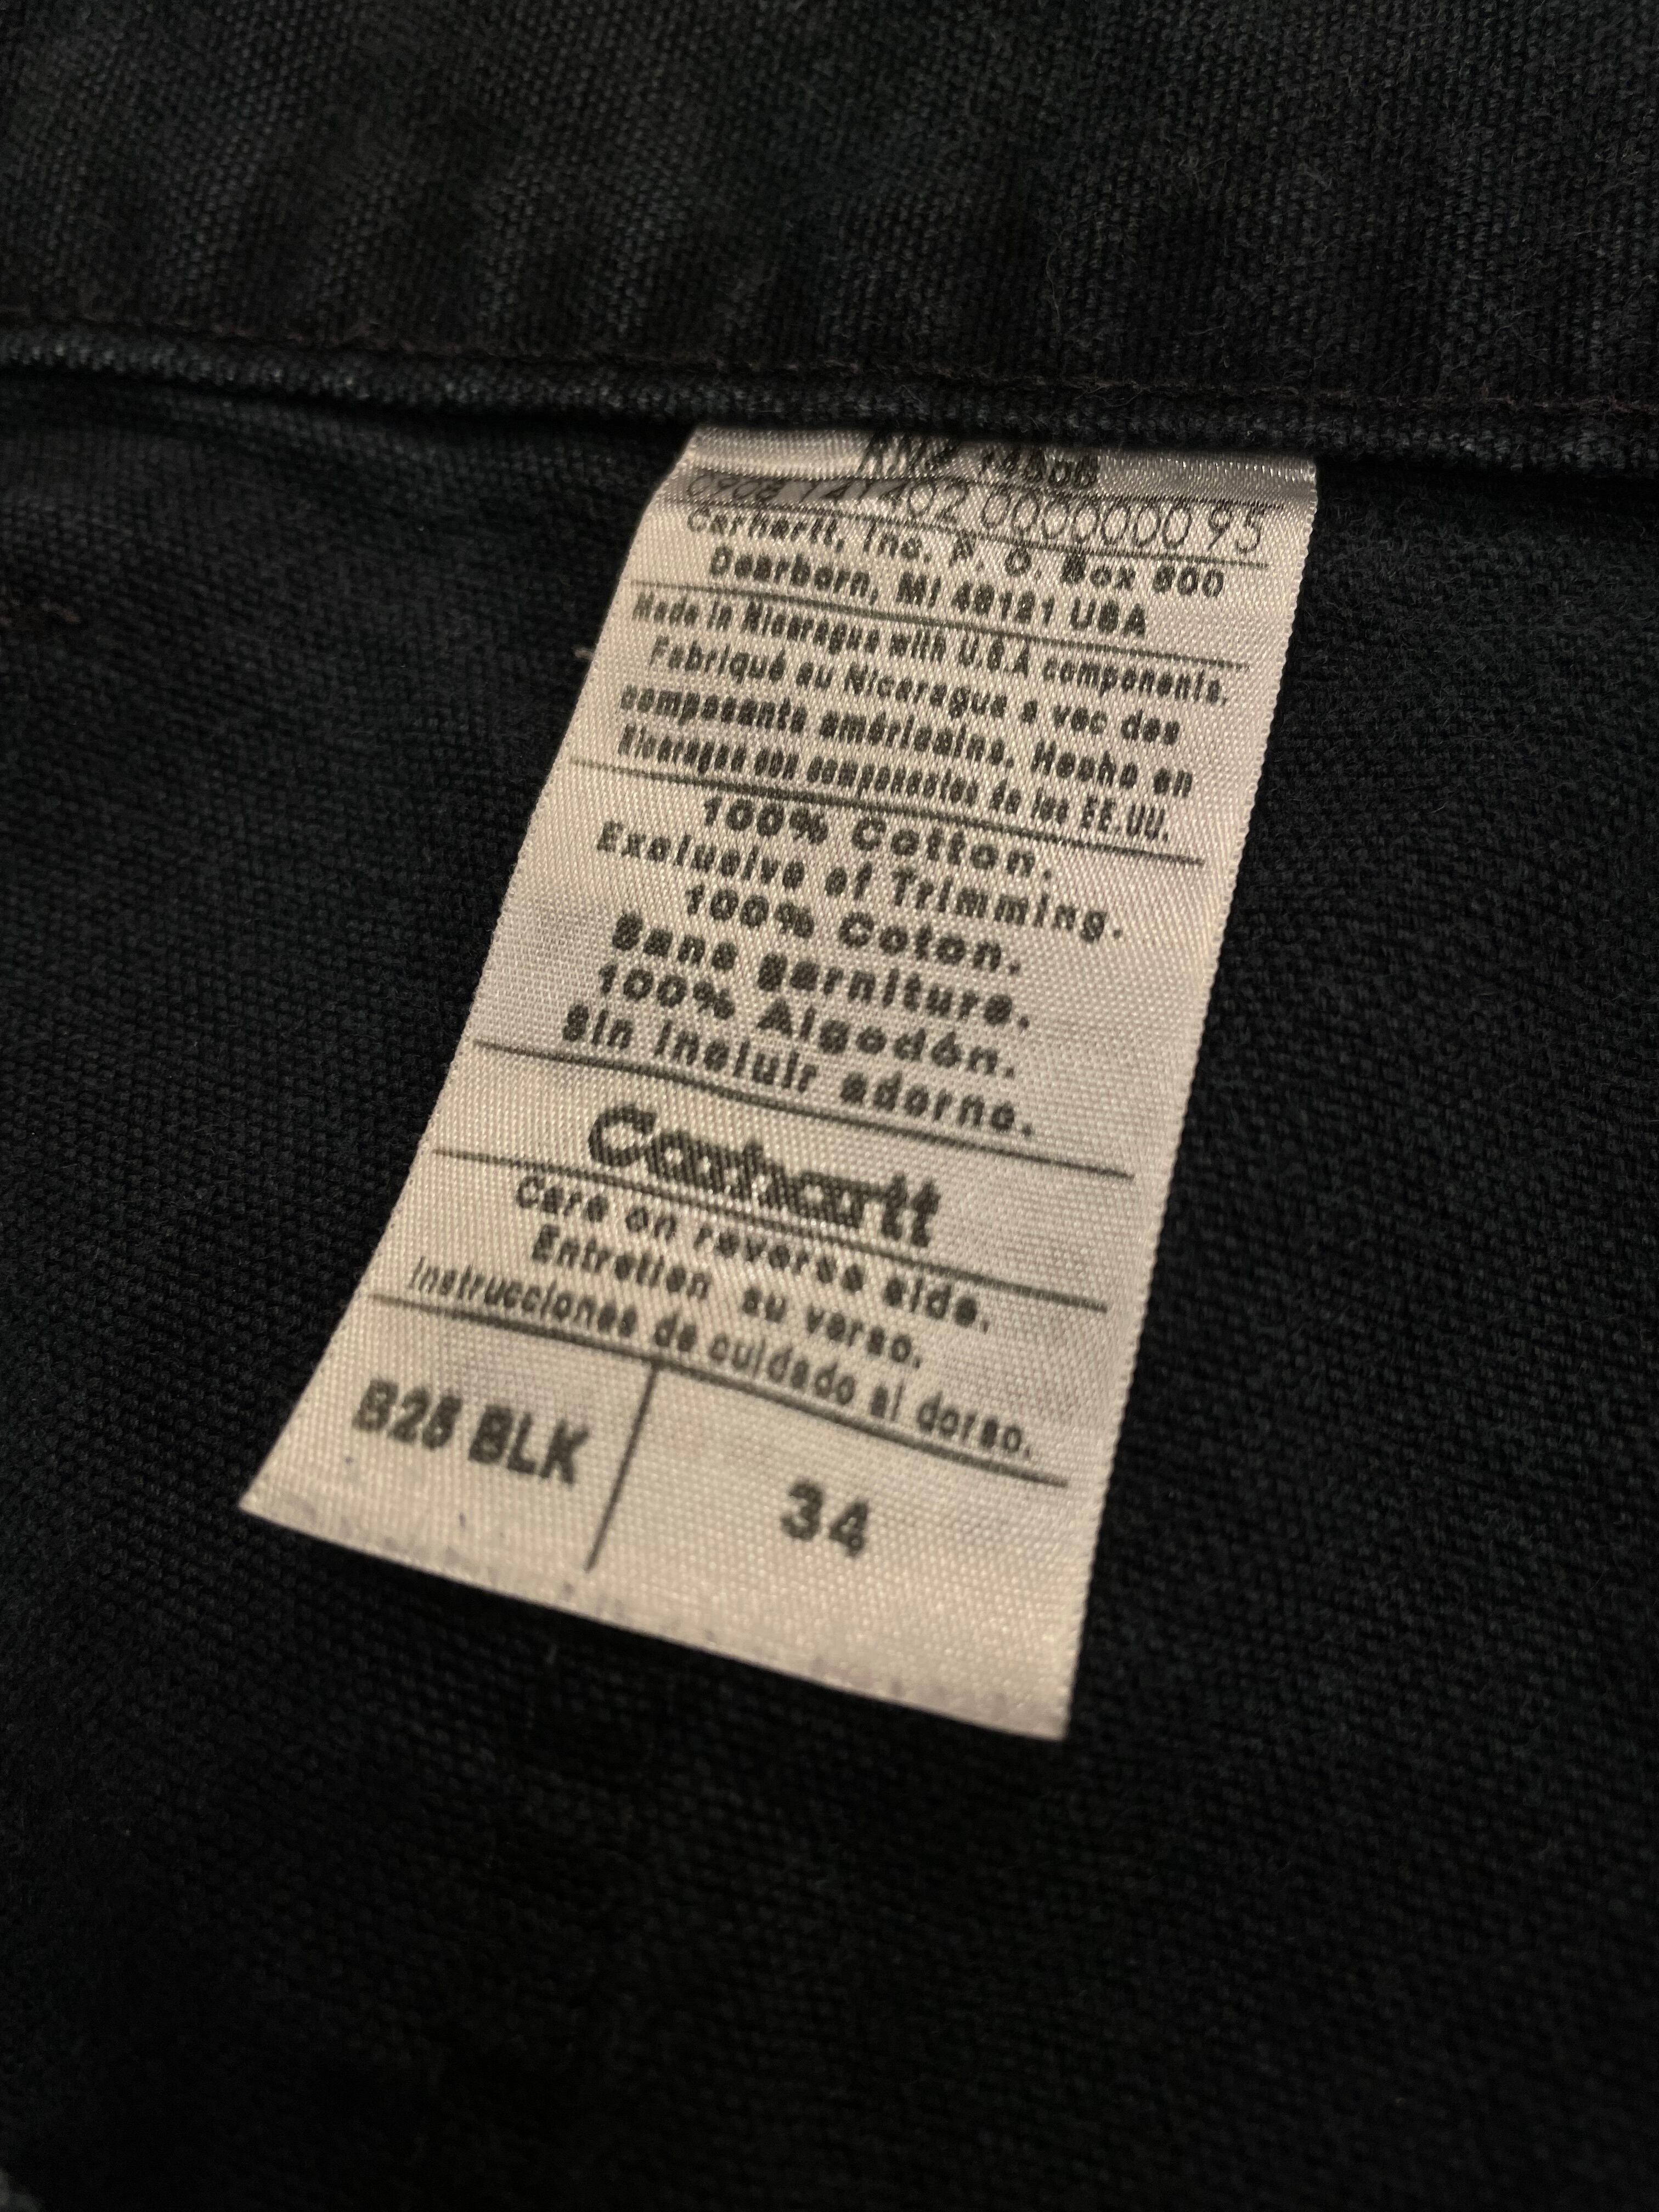 0000000095
Carhartt, Inc. P. O. Box 600
Dearborn, MI 48121 USA
Made in Nicaragua with U.S.A components.
Fabriqué au Nicaragua a vec des
composants américains. Hecho en
Nicaragua con componentes de los EE.UU.
100% Cotton.
Exclusive of Trimming.
100% Coton.
Sans garniture.
100% Algodón.
Sin incluir adorno.
Carhartt
Care on reverse side.
Entretien au verso.
Instrucciones de cuidado al dorso.
B25 BLK 34